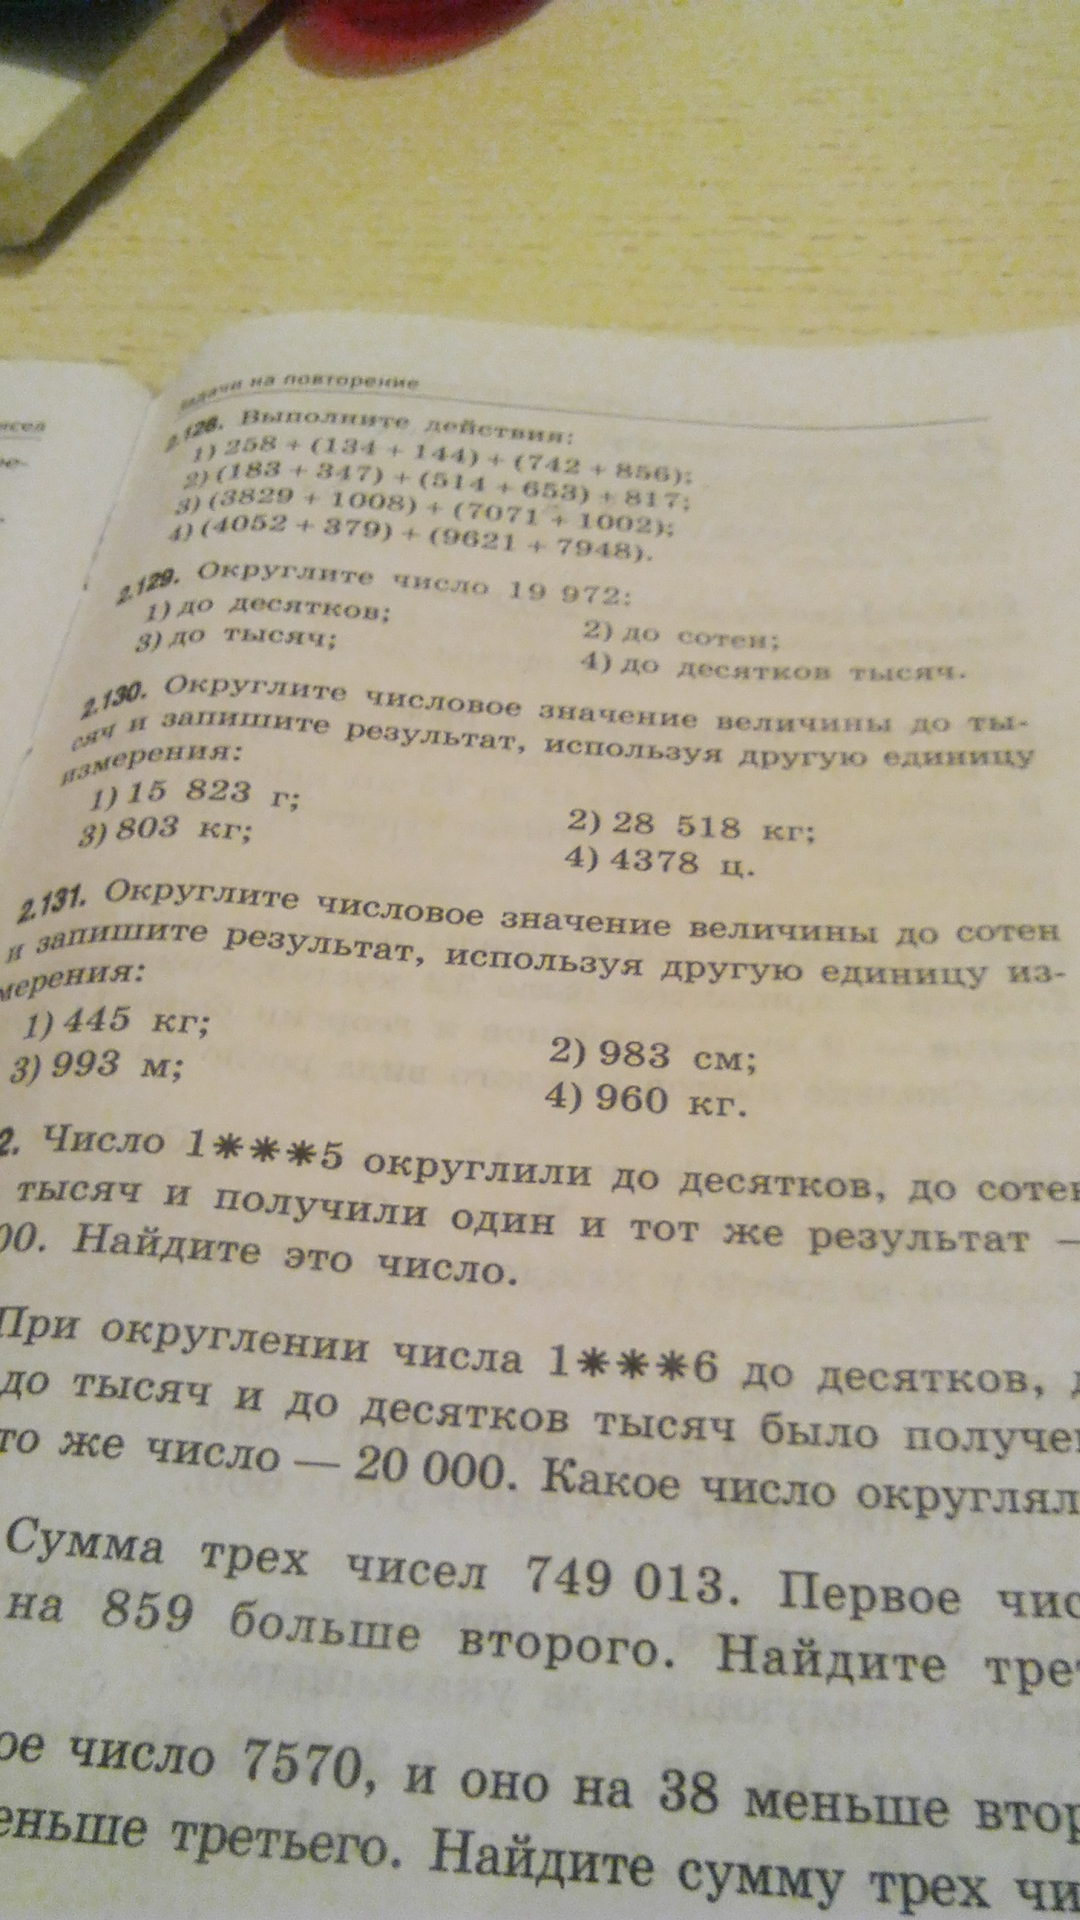 исел
ре-
Задачи на повторение
2.128. Выполните действия:
1) 258 + (134 + 144) + (742 + 856);
2) (183 + 347) + (514 + 653) + 817;
3) (3829 + 1008) + (7071 + 1002);
4) (4052 + 379) + (9621 + 7948).
2.129. Округлите число 19 972:
1) до десятков;
2) до сотен;
3) до тысяч;
4) до десятков тысяч.
2.130. Округлите числовое значение величины до ты-
сяч и запишите результат, используя другую единицу
измерения:
1) 15 823 г;
2) 28 518 кг;
3) 803 кг;
4) 4378 ц.
2.131. Округлите числовое значение величины до сотен
и запишите результат, используя другую единицу из-
мерения:
1) 445 кг;
2) 983 см;
3) 993 м;
4) 960 кг.
2. Число 1✳✳✳5 округлили до десятков, до сотен
тысяч и получили один и тот же результат —
00. Найдите это число.
При округлении числа 1✳✳✳6 до десятков, д
до тысяч и до десятков тысяч было получе
то же число — 20 000. Какое число округлял
Сумма трех чисел 749 013. Первое чис
на 859 больше второго. Найдите трет
ое число 7570, и оно на 38 меньше втор
еньше третьего. Найдите сумму трех чи